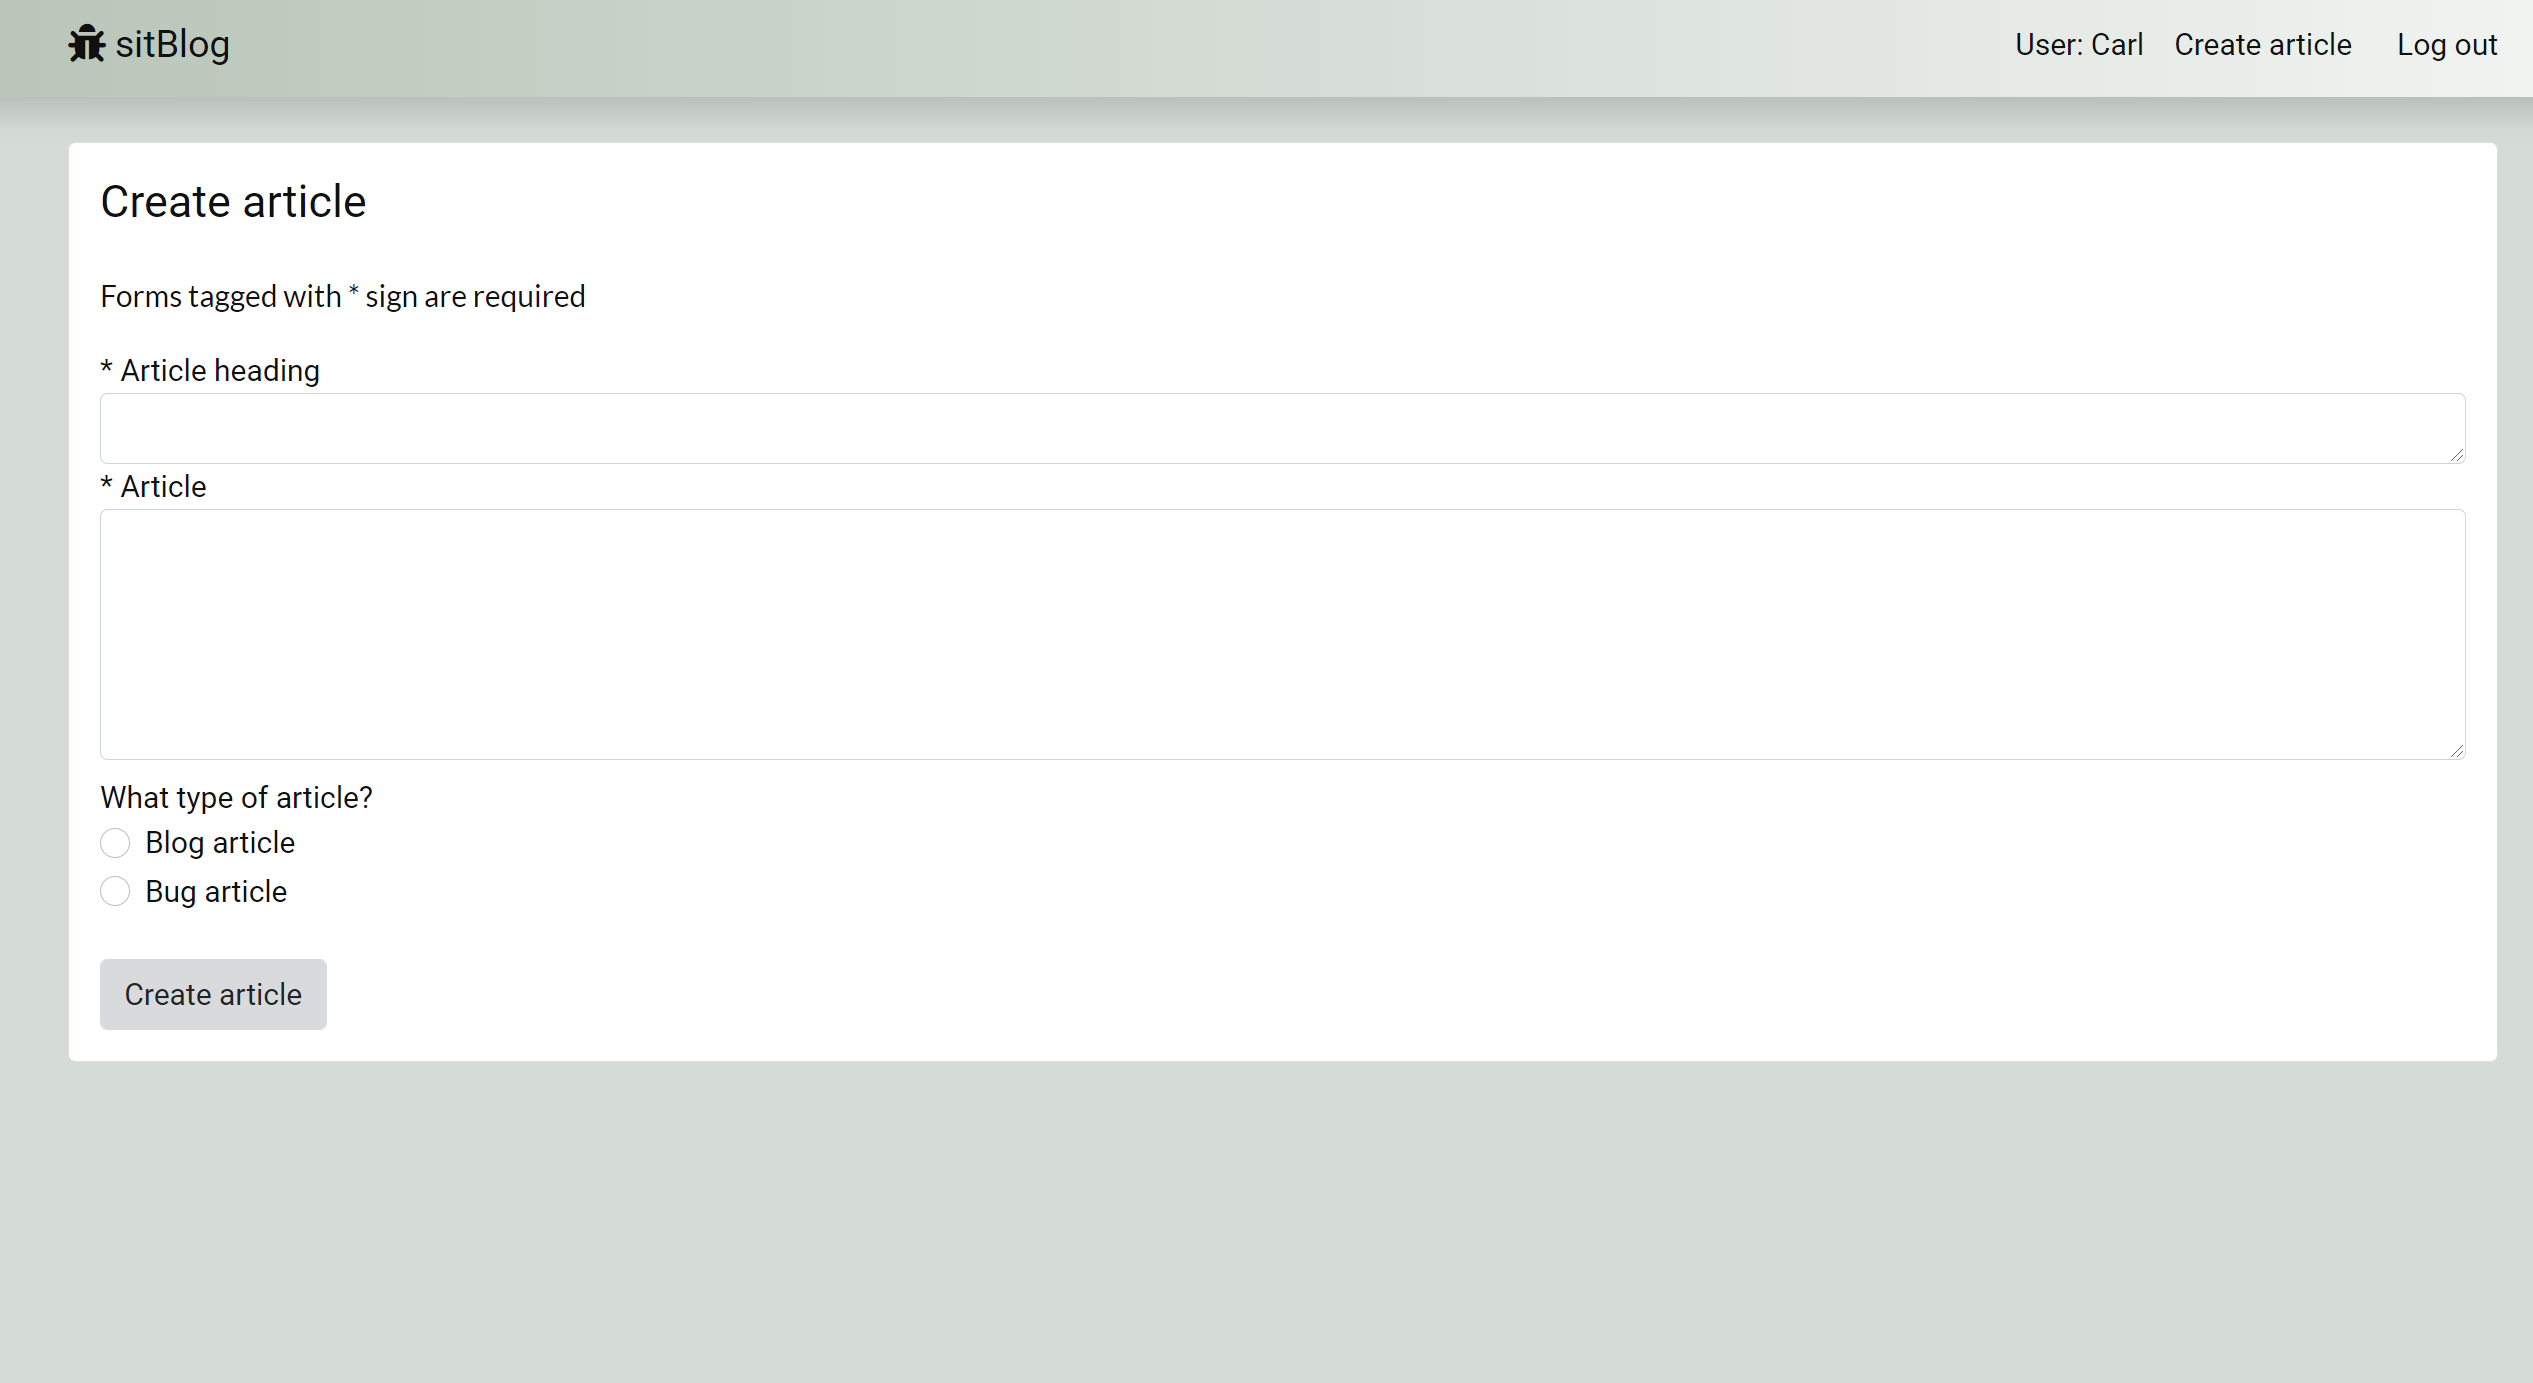 sitBlog
User: Carl Create article Log out
Create article
Forms tagged with * sign are required
* Article heading
* Article
What type of article?
Blog article
Bug article
Create article